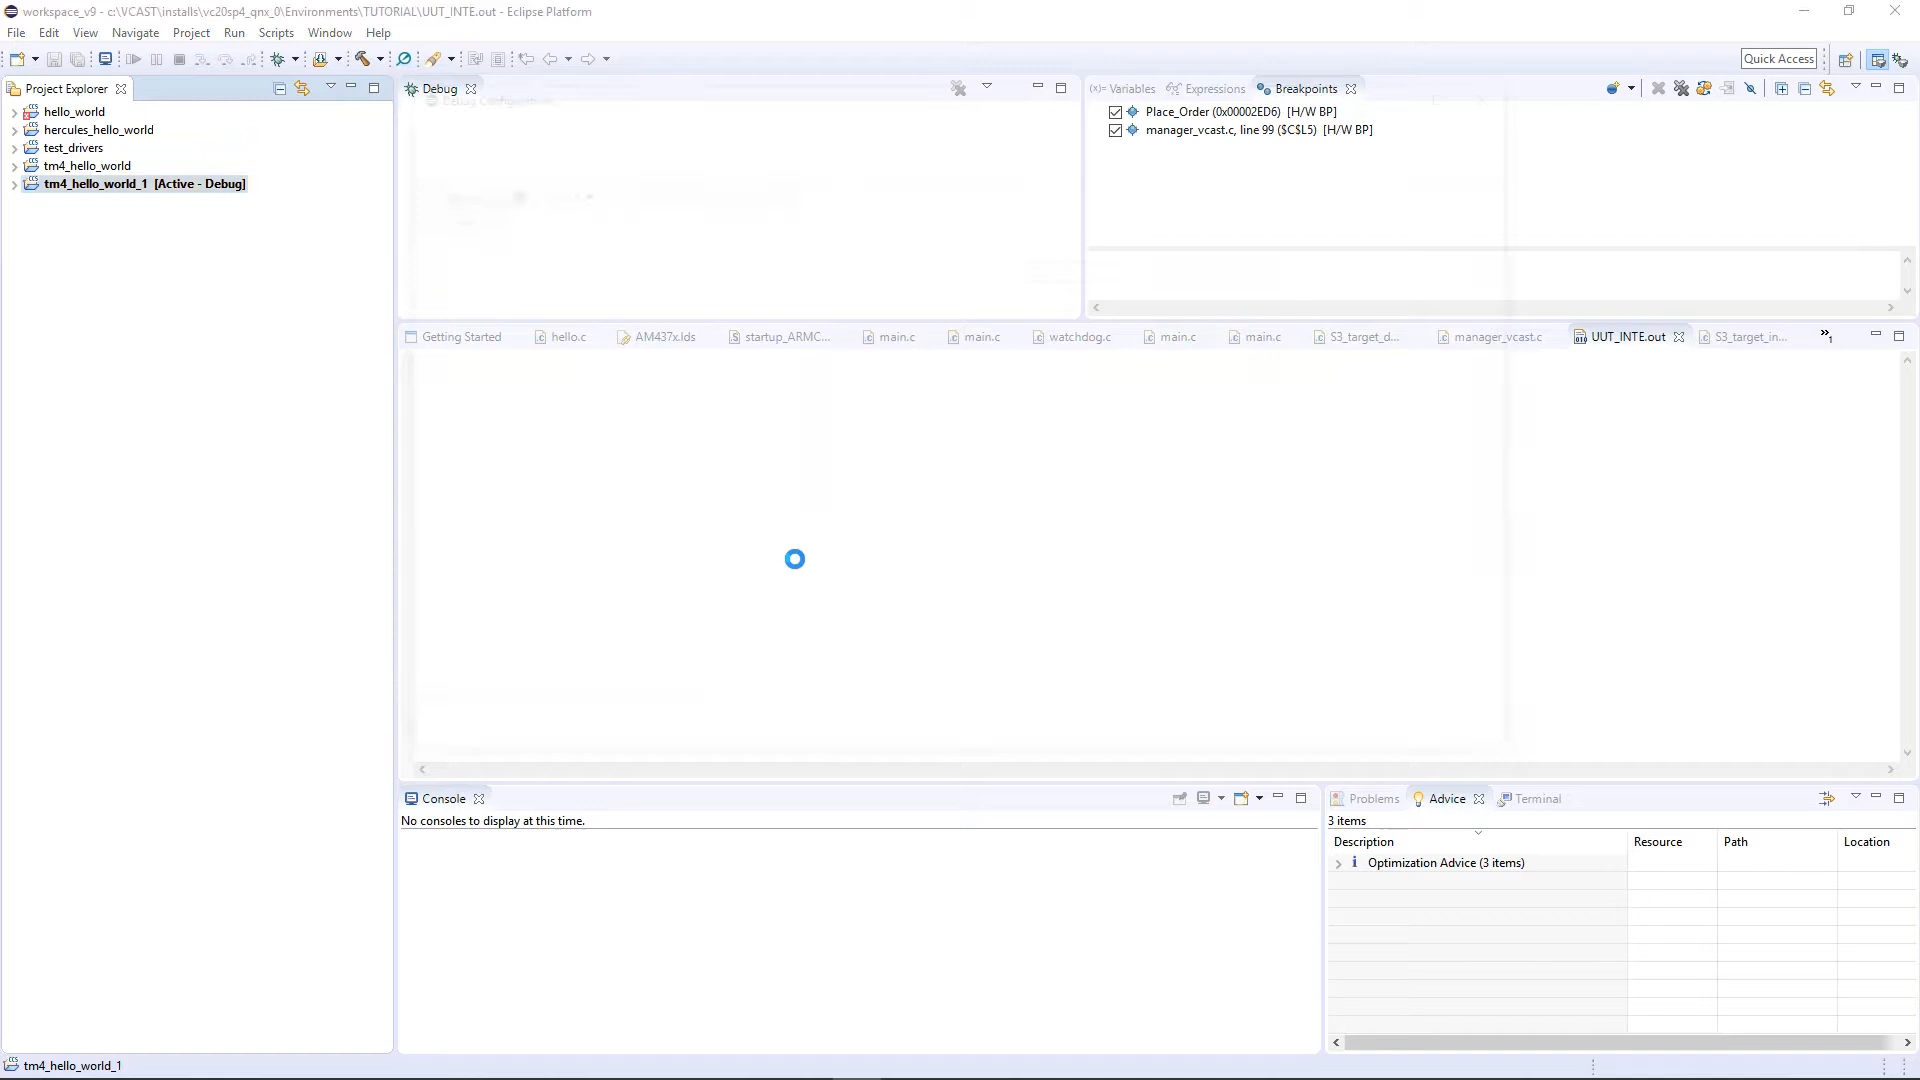 workspace_v9 - c:\VCAST\installs\vc20sp4_qnx_0\Environments\TUTORIAL\UUT_INTE.out - Eclipse Platform
File Edit View Navigate Project Run Scripts Window Help
Quick Access
Project Explorer
hello_world
hercules_hello_world
test_drivers
tm4_hello_world
tm4_hello_world_1 [Active - Debug]
Debug
(x)= Variables Expressions Breakpoints
Place_Order (0x00002ED6) [H/W BP]
manager_vcast.c, line 99 ($C$L5) [H/W BP]
Getting Started hello.c AM437x.lds startup_ARMC... main.c main.c watchdog.c main.c main.c S3_target_d... manager_vcast.c UUT_INTE.out S3_target_in... »1
Console
No consoles to display at this time.
Problems Advice Terminal
3 items
Description Resource Path Location
Optimization Advice (3 items)
tm4_hello_world_1